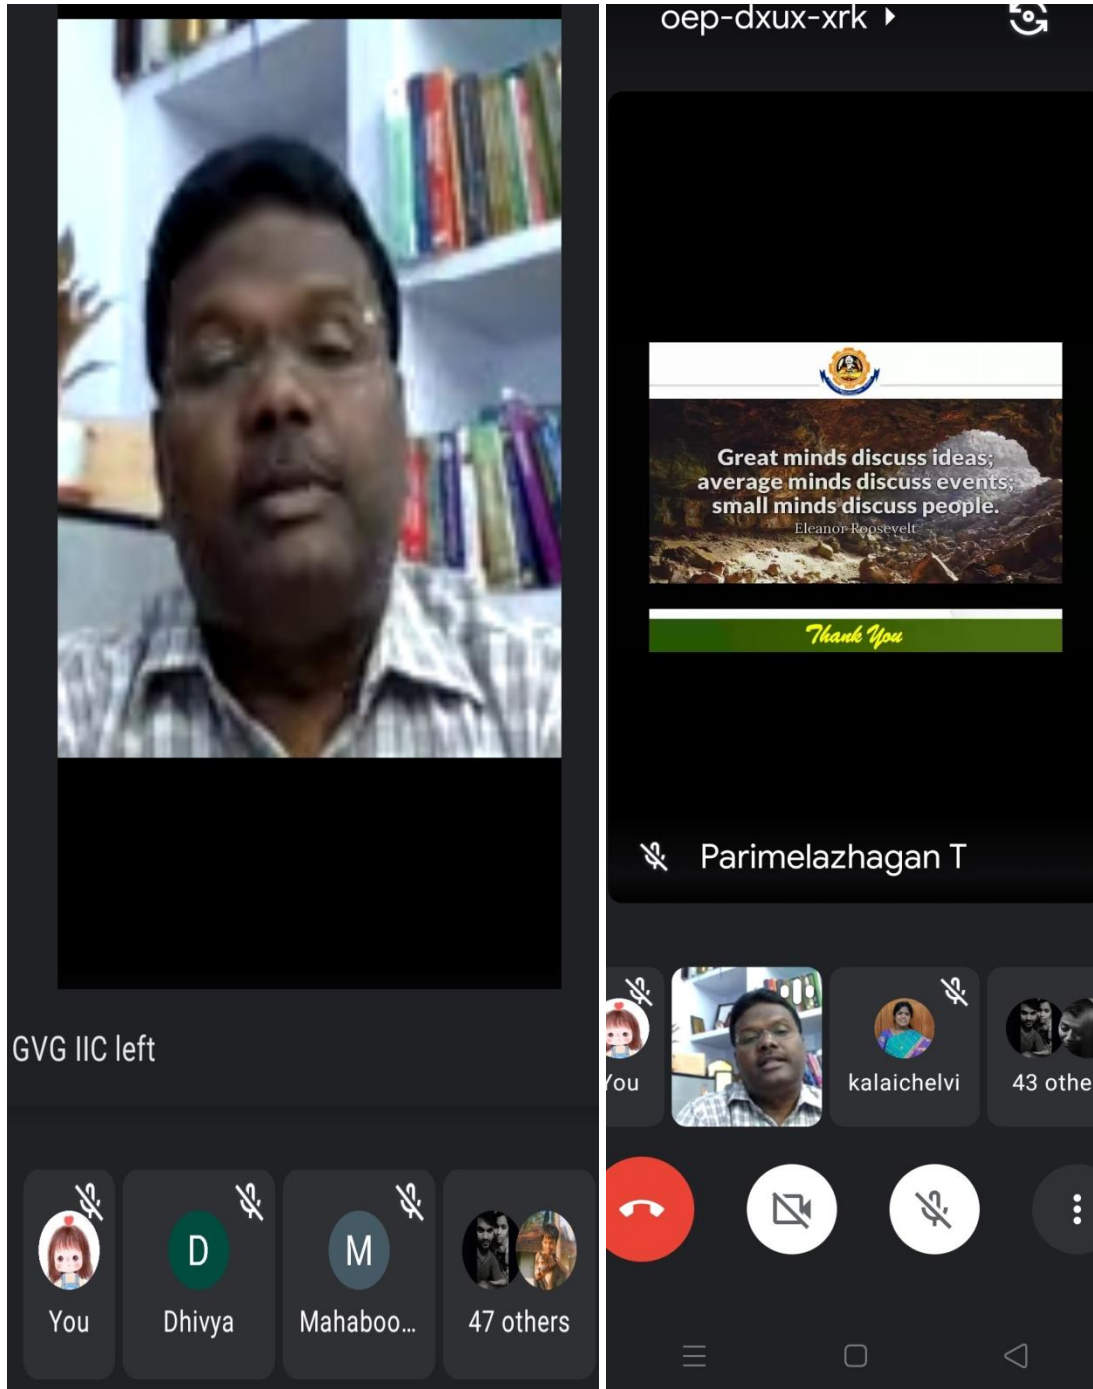 GVG IIC left
You
D
Dhivya
M
Mahaboo...
47 others
oep-dxux-xrk
Great minds discuss ideas;
average minds discuss events;
small minds discuss people.
Eleanor Roosevelt
Thank You
Parimelazhagan T
You
kalaichelvi
43 othe